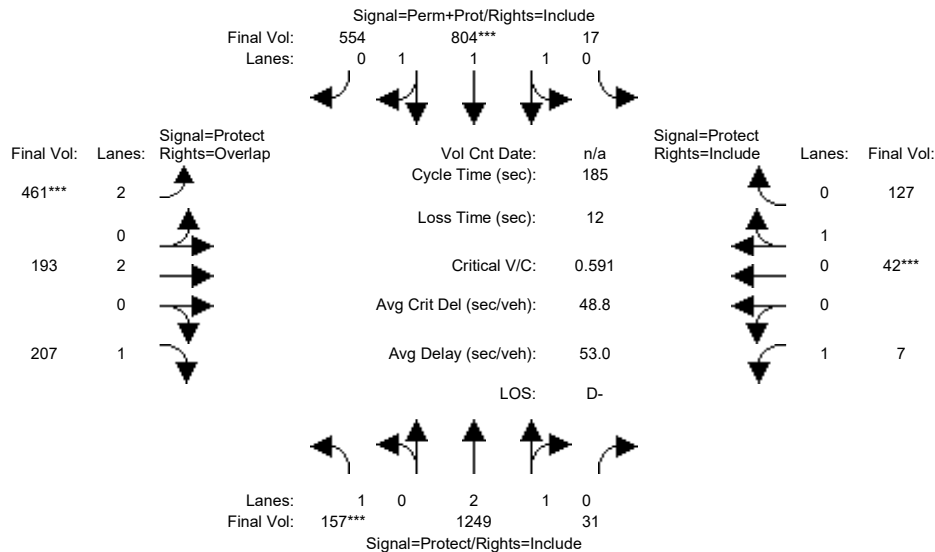 Signal=Perm+Prot/Rights=Include
Final Vol: 554 804*** 17
Lanes: 0 1 1 1 0
Signal=Protect Signal=Protect
Final Vol: Lanes: Rights=Overlap Vol Cnt Date: n/a Rights=Include Lanes: Final Vol:
Cycle Time (sec): 185
461*** 2 0 127
Loss Time (sec): 12
0 1
193 2 Critical V/C: 0.591 0 42***
0 Avg Crit Del (sec/veh): 48.8 0
207 1 Avg Delay (sec/veh): 53.0 1 7
LOS: D-
Lanes: 1 0 2 1 0
Final Vol: 157*** 1249 31
Signal=Protect/Rights=Include